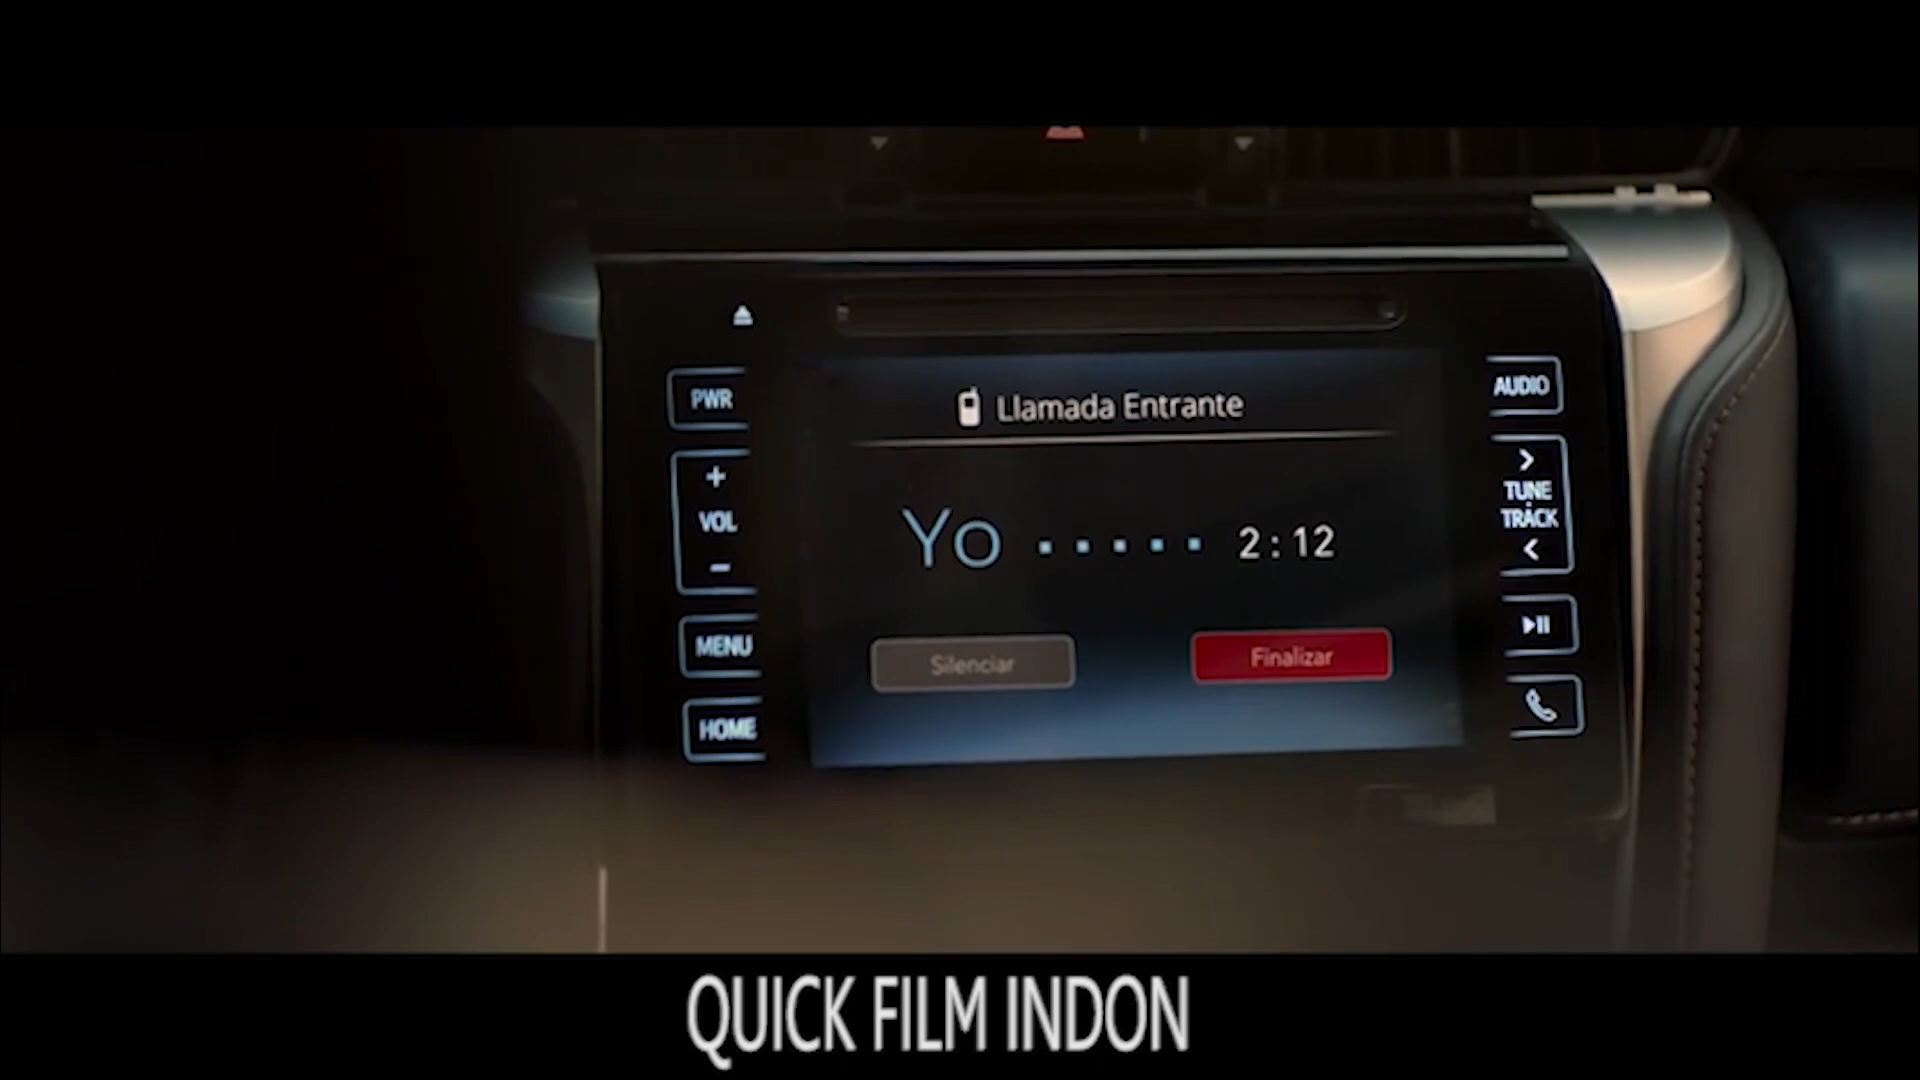 PWR
+
VOL
-
MENU
HOME
Llamada Entrante
Yo ..... 2:12
Silenciar
Finalizar
AUDIO
>
TUNE
TRACK
<
QUICK FILM INDON